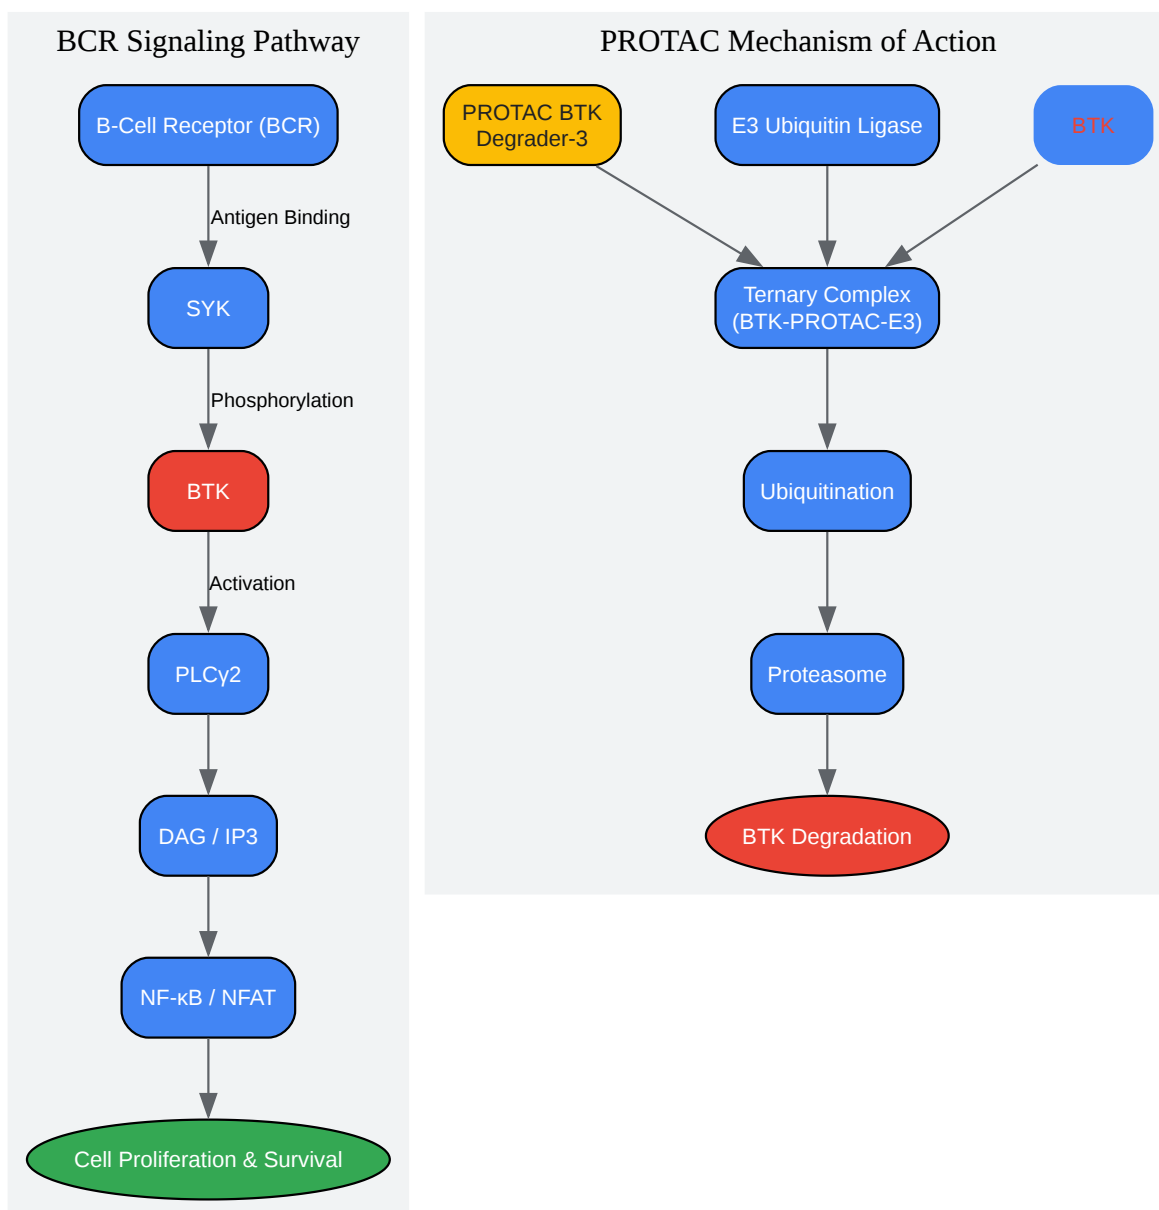 BCR Signaling Pathway
B-Cell Receptor (BCR)
Antigen Binding
SYK
Phosphorylation
BTK
Activation
PLCγ2
DAG / IP3
NF-κB / NFAT
Cell Proliferation & Survival
PROTAC Mechanism of Action
PROTAC BTK
Degrader-3
E3 Ubiquitin Ligase
BTK
Ternary Complex
(BTK-PROTAC-E3)
Ubiquitination
Proteasome
BTK Degradation